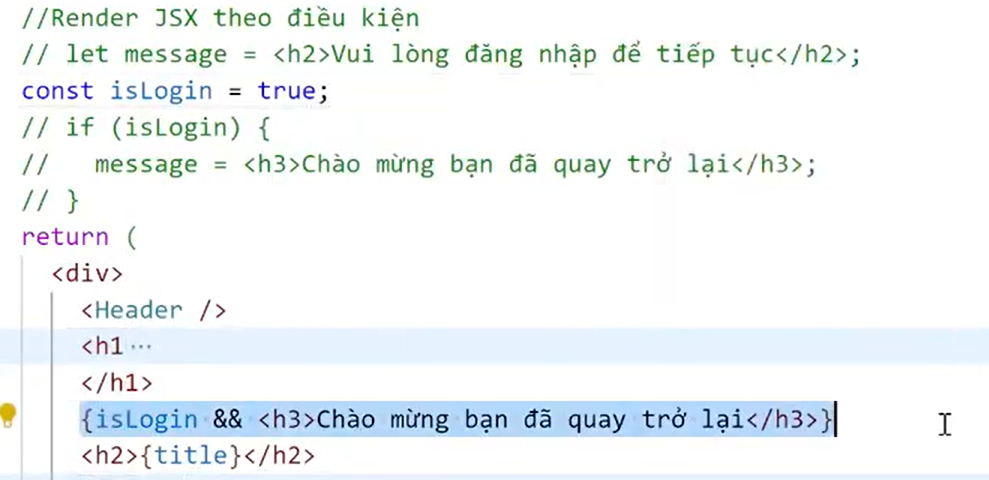 //Render JSX theo điều kiện
// let message = <h2>Vui lòng đăng nhập để tiếp tục</h2>;
const isLogin = true;
// if (isLogin) {
//   message = <h3>Chào mừng bạn đã quay trở lại</h3>;
// }
return (
<div>
<Header />
<h1 ···
</h1>
{isLogin && <h3>Chào mừng bạn đã quay trở lại</h3>}
<h2>{title}</h2>